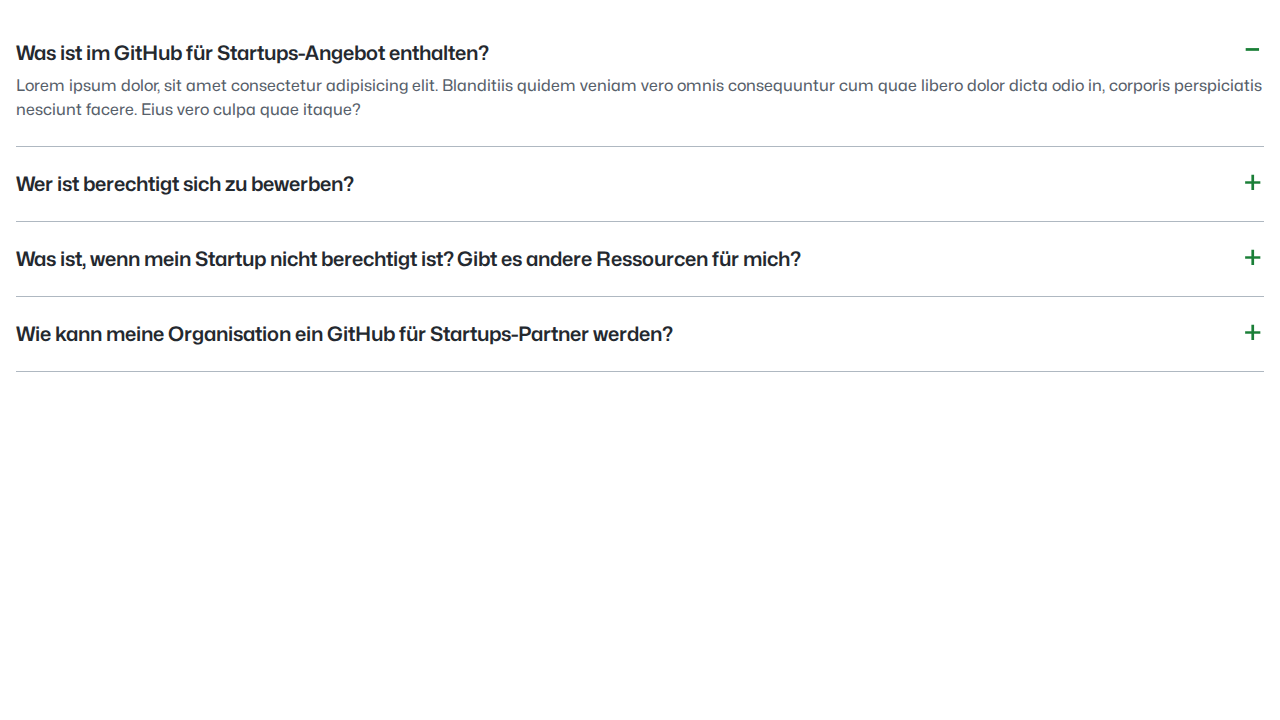 Was ist im GitHub für Startups-Angebot enthalten?
Lorem ipsum dolor, sit amet consectetur adipisicing elit. Blanditiis quidem veniam vero omnis consequuntur cum quae libero dolor dicta odio in, corporis perspiciatis
nesciunt facere. Eius vero culpa quae itaque?
Wer ist berechtigt sich zu bewerben?
Was ist, wenn mein Startup nicht berechtigt ist? Gibt es andere Ressourcen für mich?
Wie kann meine Organisation ein GitHub für Startups-Partner werden?